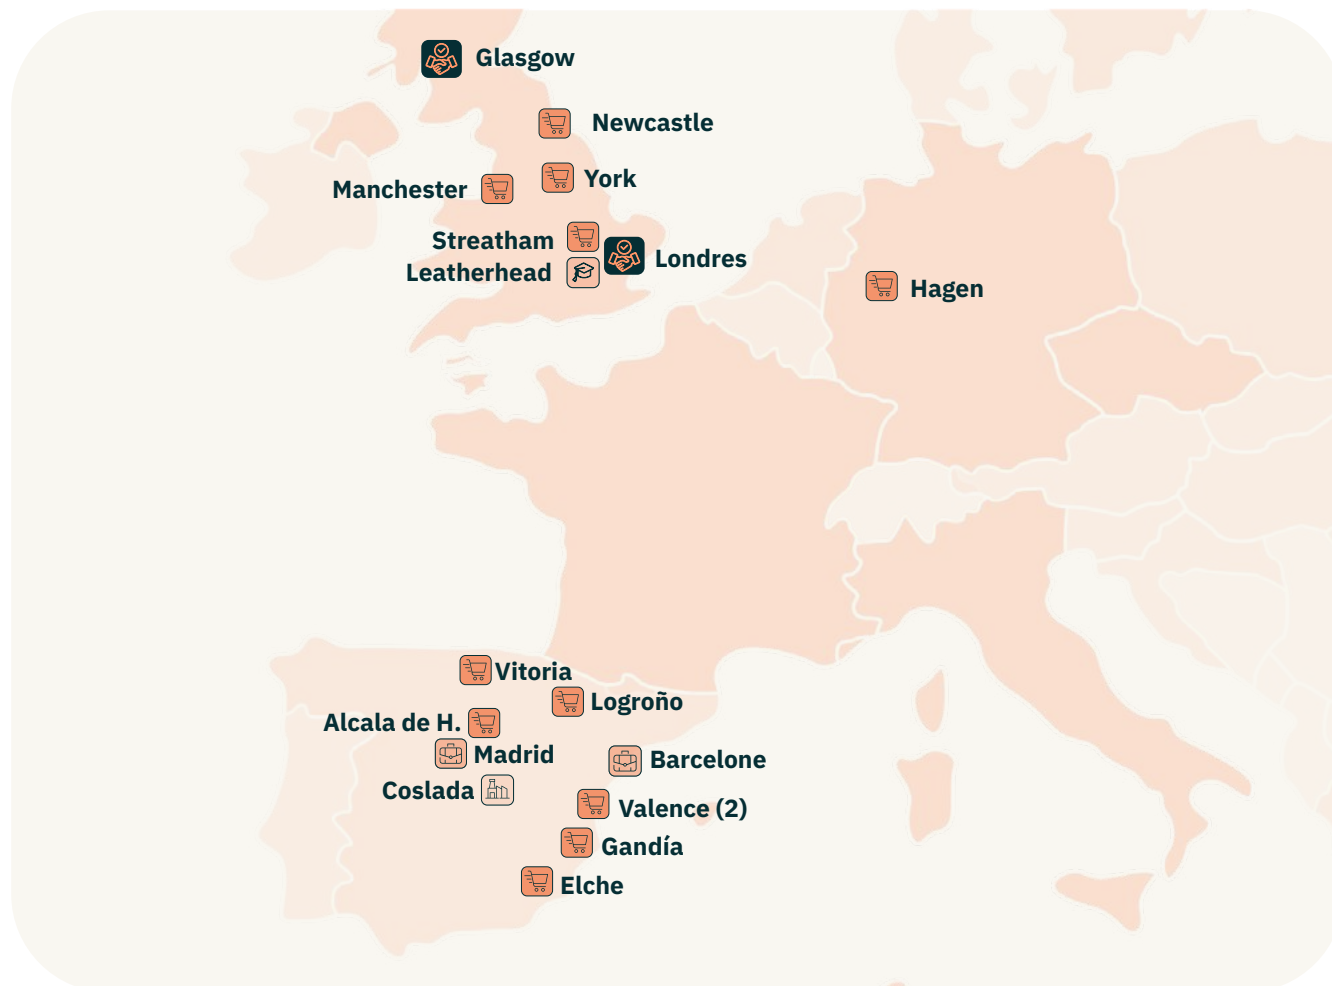 Glasgow
Newcastle
York
Manchester
Streatham
Londres
Leatherhead
Hagen
Vitoria
Logroño
Alcala de H.
Madrid
Barcelone
Coslada
Valence (2)
Gandía
Elche